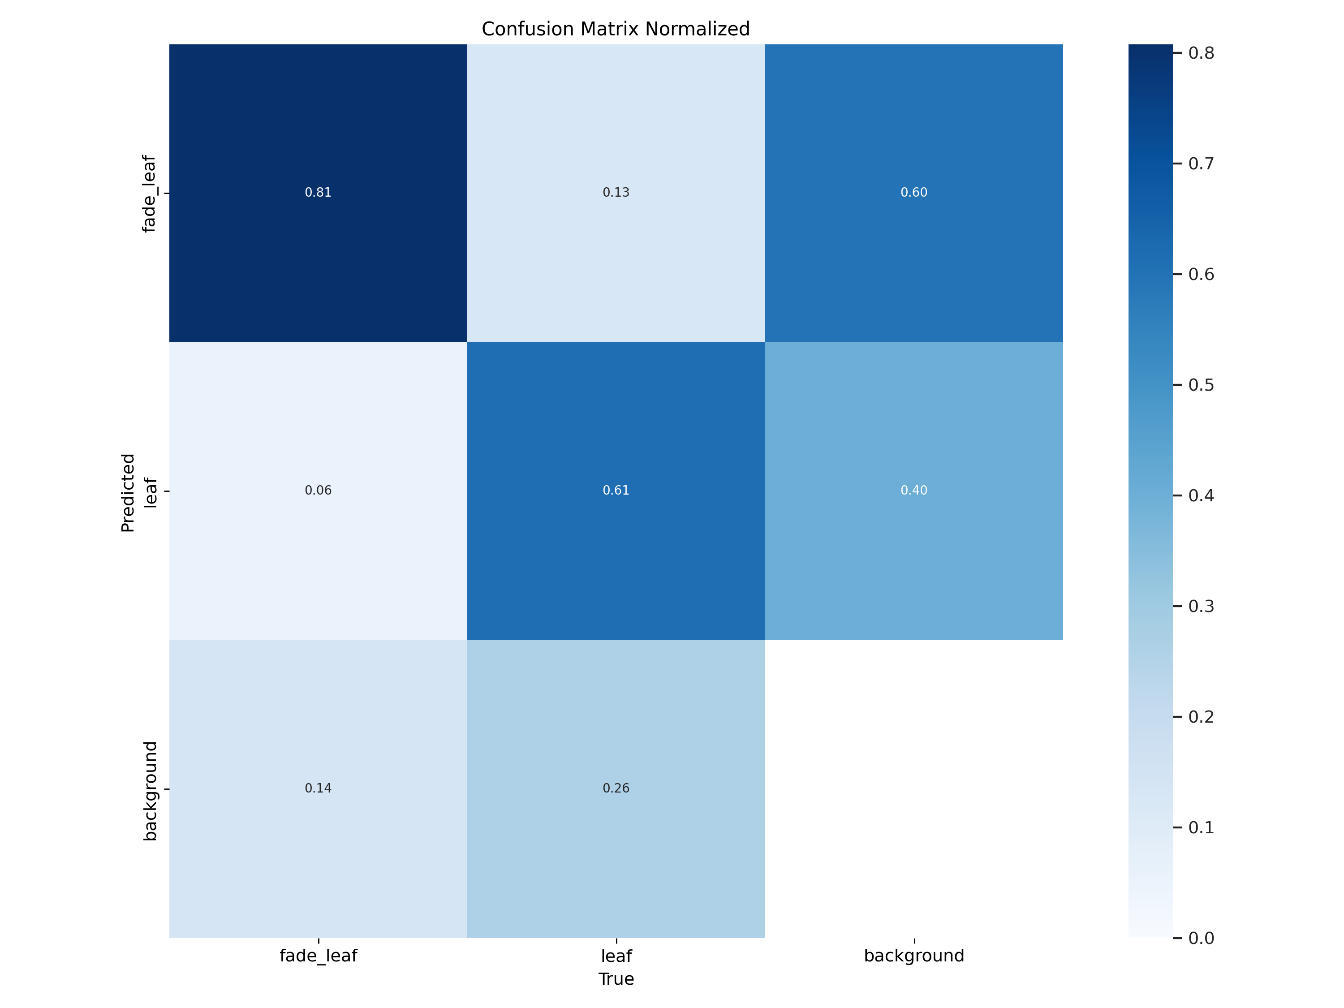 Confusion Matrix Normalized
fade_leaf
0.81
0.13
0.60
Predicted
leaf
0.06
0.61
0.40
background
0.14
0.26
fade_leaf
leaf
background
True
0.8
0.7
0.6
0.5
0.4
0.3
0.2
0.1
0.0